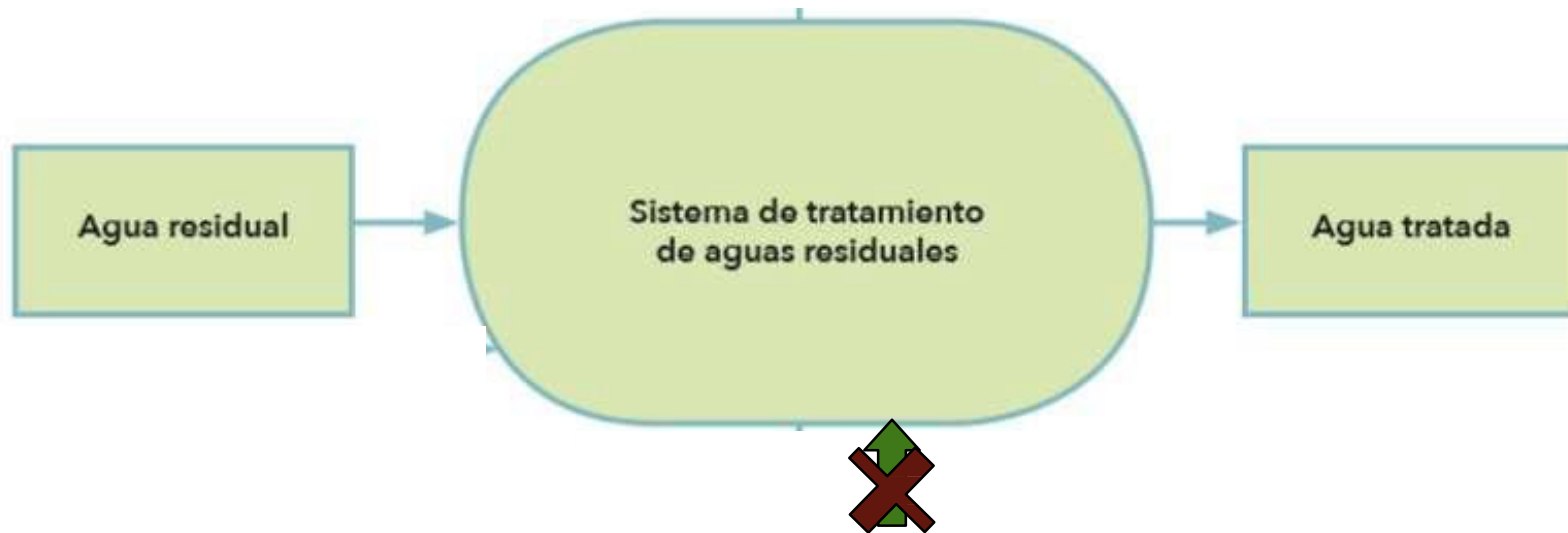 Agua residual
Sistema de tratamiento
de aguas residuales
Agua tratada